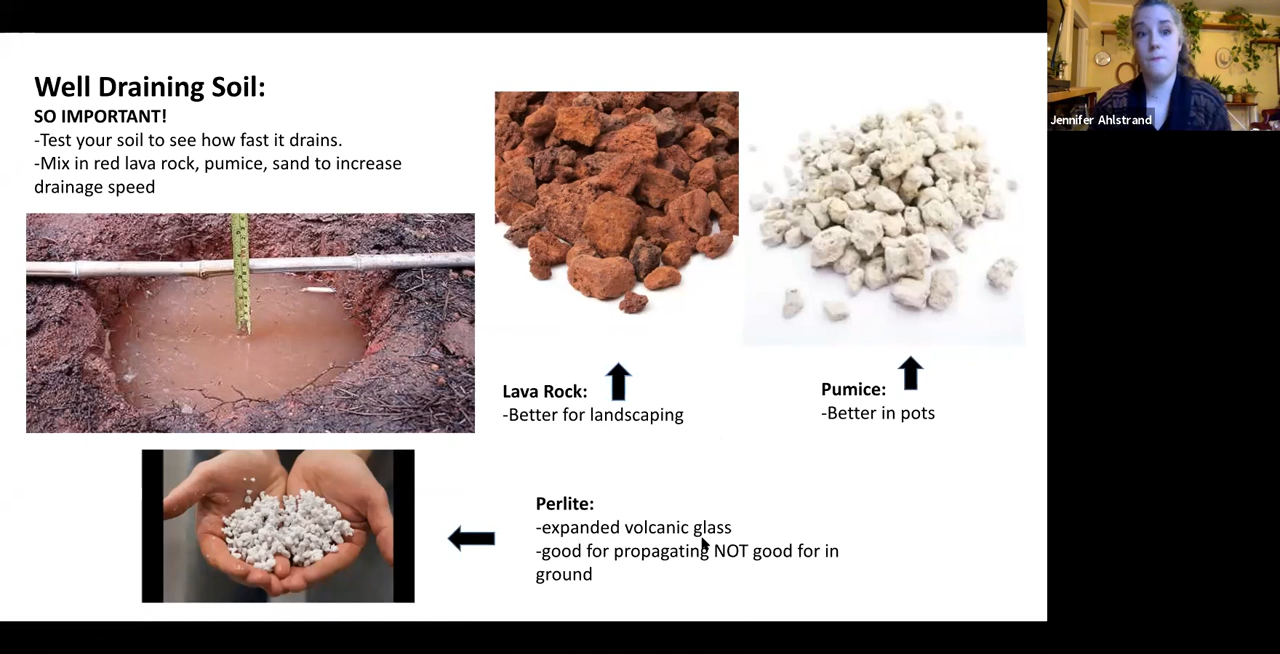 Well Draining Soil:
SO IMPORTANT!
-Test your soil to see how fast it drains.
-Mix in red lava rock, pumice, sand to increase
drainage speed
Lava Rock:
-Better for landscaping
Pumice:
-Better in pots
Perlite:
-expanded volcanic glass
-good for propagating NOT good for in
ground
Jennifer Ahlstrand